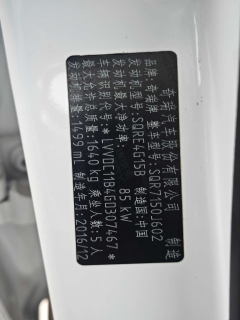 奇瑞汽车股份有限公司 制造
品牌:奇瑞牌 整车型号:SQR7150J602
发动机型号:SQRE4G15B 制造国:中国
发动机最大净功率: 85 kW
车辆识别代号:*LVVDC11B4GD307467*
最大允许总质量:1640 kg 乘坐人数:5人
发动机排量:1499 mL 制造年月:2016/12